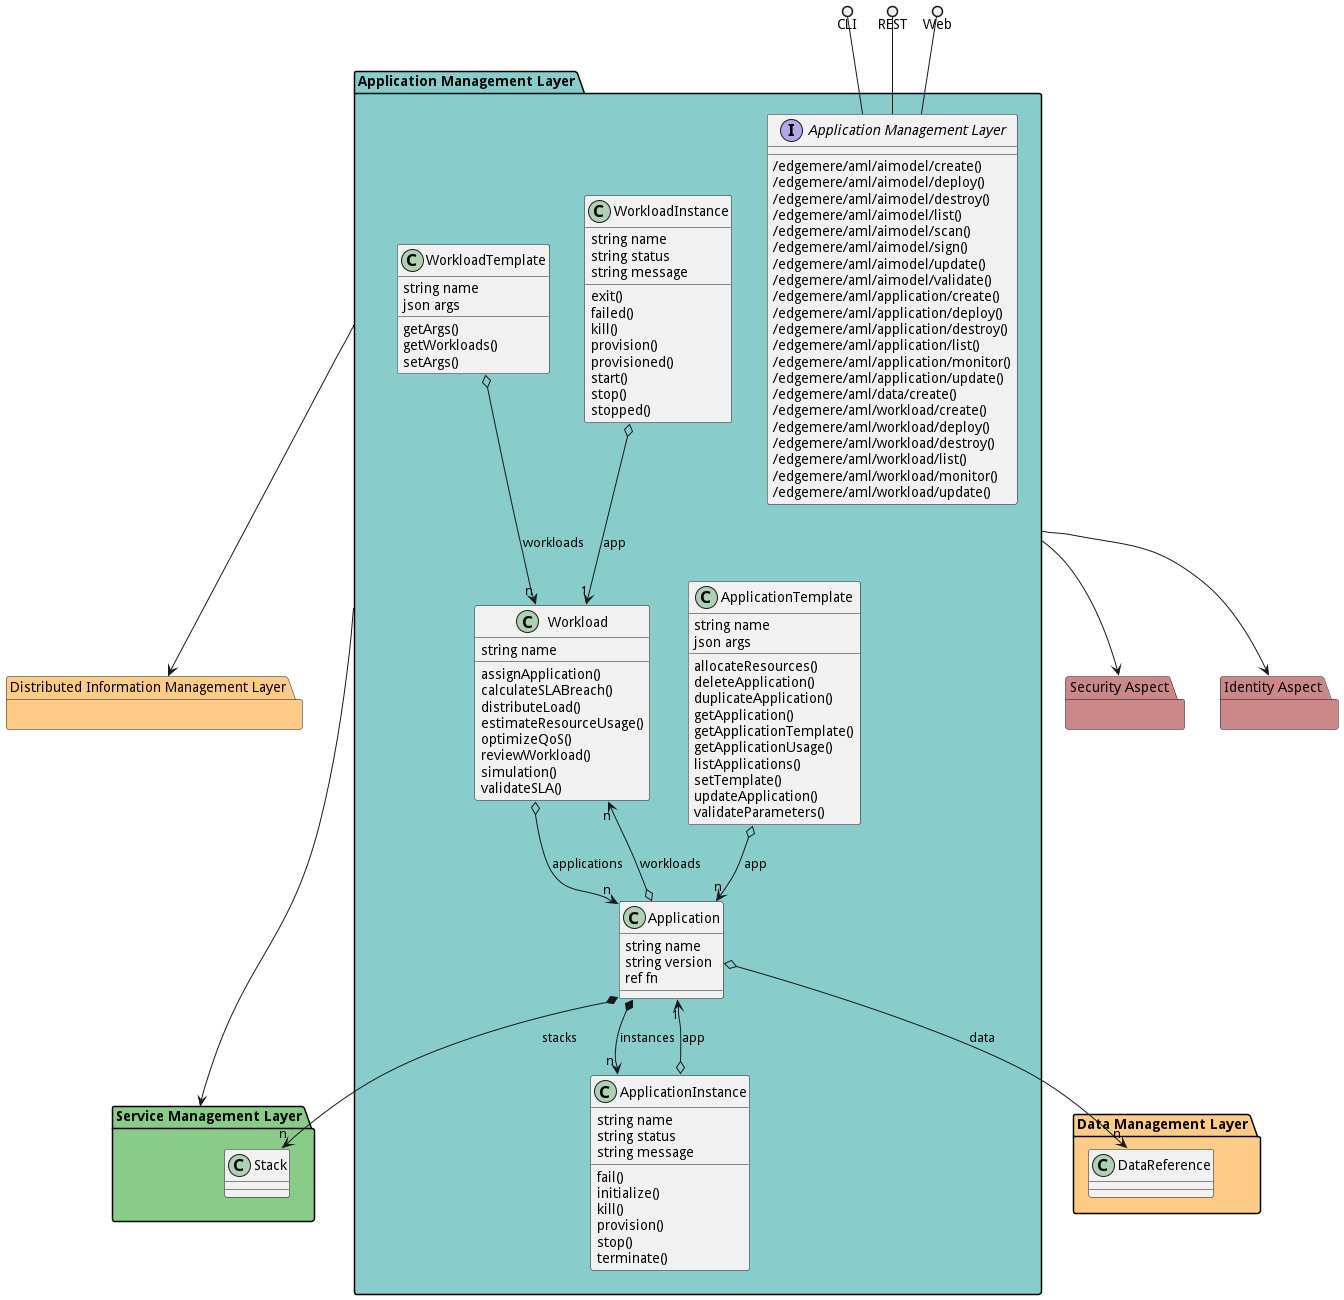 CLI
REST
Web
Application Management Layer
I
Application Management Layer
/edgemere/aml/aimodel/create()
/edgemere/aml/aimodel/deploy()
/edgemere/aml/aimodel/destroy()
/edgemere/aml/aimodel/list()
/edgemere/aml/aimodel/scan()
/edgemere/aml/aimodel/sign()
/edgemere/aml/aimodel/update()
/edgemere/aml/aimodel/validate()
/edgemere/aml/application/create()
/edgemere/aml/application/deploy()
/edgemere/aml/application/destroy()
/edgemere/aml/application/list()
/edgemere/aml/application/monitor()
/edgemere/aml/application/update()
/edgemere/aml/data/create()
/edgemere/aml/workload/create()
/edgemere/aml/workload/deploy()
/edgemere/aml/workload/destroy()
/edgemere/aml/workload/list()
/edgemere/aml/workload/monitor()
/edgemere/aml/workload/update()
C
WorkloadInstance
string name
string status
string message
exit()
failed()
kill()
provision()
provisioned()
start()
stop()
stopped()
C
WorkloadTemplate
string name
json args
getArgs()
getWorkloads()
setArgs()
workloads
n
app
1
C
Workload
string name
assignApplication()
calculateSLABreach()
distributeLoad()
estimateResourceUsage()
optimizeQoS()
reviewWorkload()
simulation()
validateSLA()
C
ApplicationTemplate
string name
json args
allocateResources()
deleteApplication()
duplicateApplication()
getApplication()
getApplicationTemplate()
getApplicationUsage()
listApplications()
setTemplate()
updateApplication()
validateParameters()
Distributed Information Management Layer
Security Aspect
Identity Aspect
n
applications
workloads
app
n
n
C
Application
string name
string version
ref fn
stacks
instances
1
app
data
n
n
n
C
ApplicationInstance
string name
string status
string message
fail()
initialize()
kill()
provision()
stop()
terminate()
Service Management Layer
C
Stack
Data Management Layer
C
DataReference